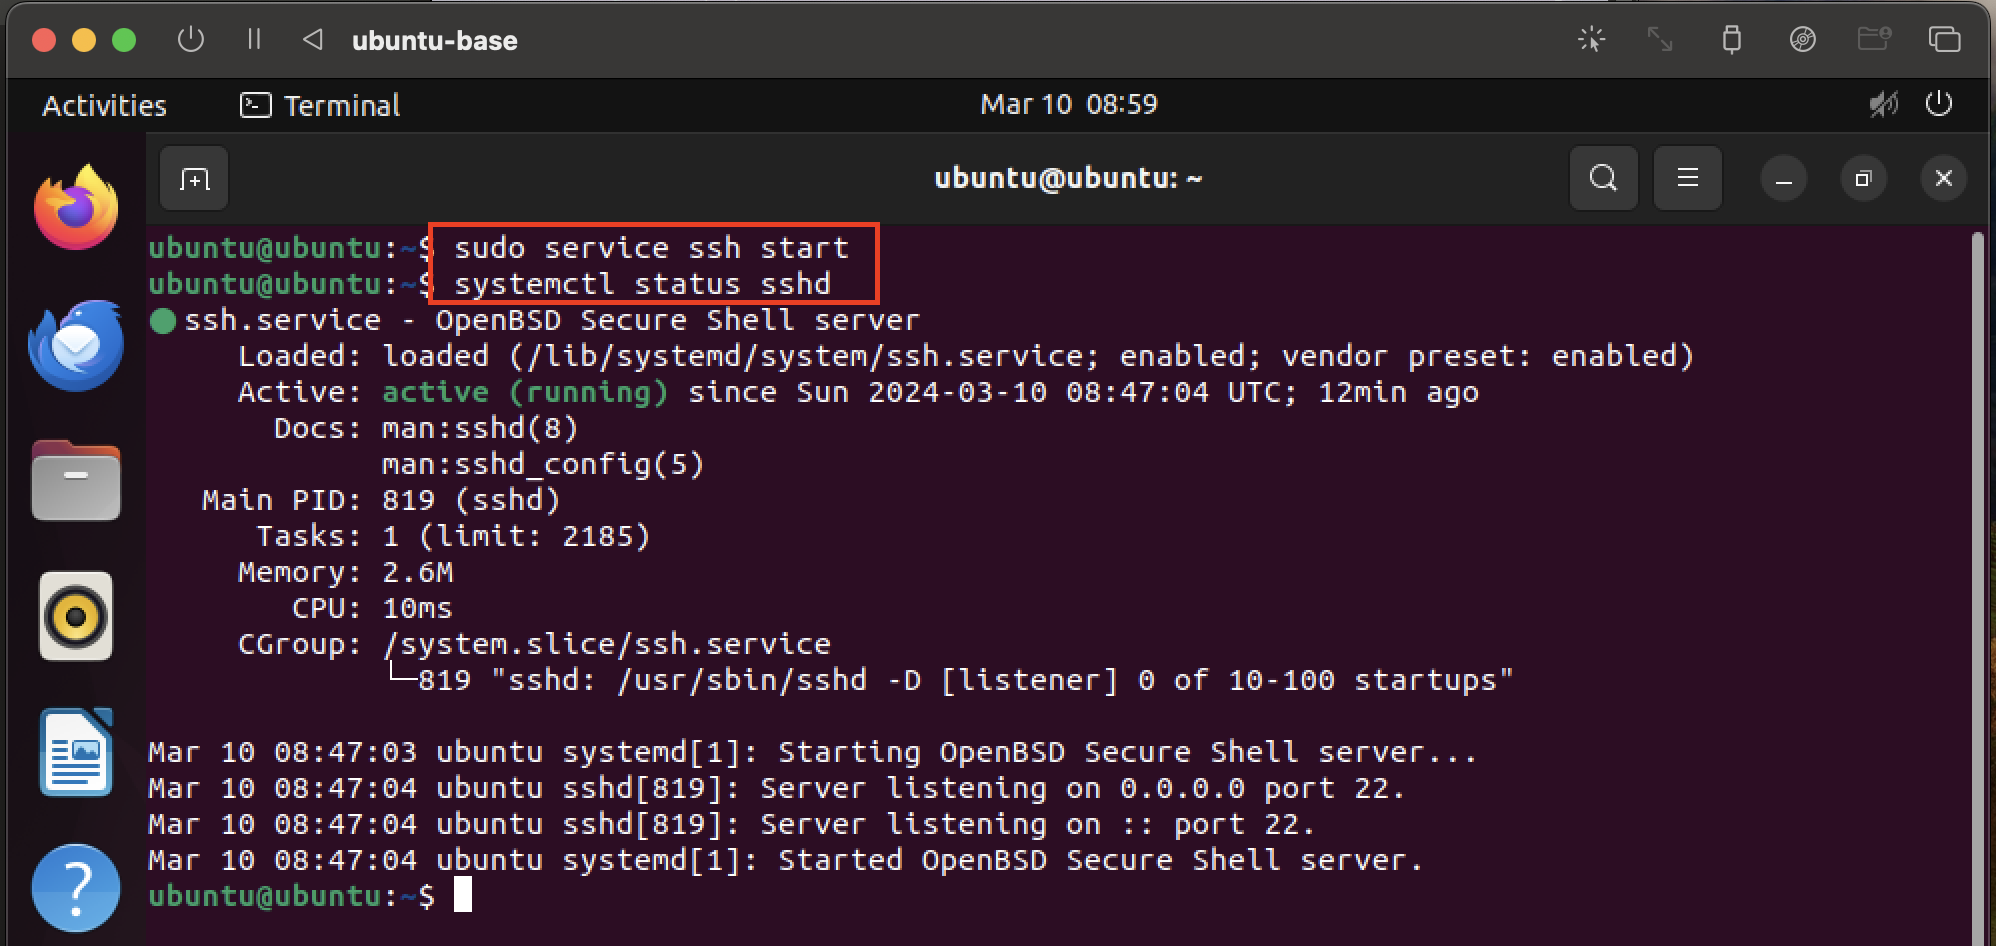 ubuntu-base
Activities Terminal Mar 10 08:59
ubuntu@ubuntu: ~
ubuntu@ubuntu:~$ sudo service ssh start
ubuntu@ubuntu:~$ systemctl status sshd
● ssh.service - OpenBSD Secure Shell server
Loaded: loaded (/lib/systemd/system/ssh.service; enabled; vendor preset: enabled)
Active: active (running) since Sun 2024-03-10 08:47:04 UTC; 12min ago
Docs: man:sshd(8)
man:sshd_config(5)
Main PID: 819 (sshd)
Tasks: 1 (limit: 2185)
Memory: 2.6M
CPU: 10ms
CGroup: /system.slice/ssh.service
└─819 "sshd: /usr/sbin/sshd -D [listener] 0 of 10-100 startups"
Mar 10 08:47:03 ubuntu systemd[1]: Starting OpenBSD Secure Shell server...
Mar 10 08:47:04 ubuntu sshd[819]: Server listening on 0.0.0.0 port 22.
Mar 10 08:47:04 ubuntu sshd[819]: Server listening on :: port 22.
Mar 10 08:47:04 ubuntu systemd[1]: Started OpenBSD Secure Shell server.
ubuntu@ubuntu:~$